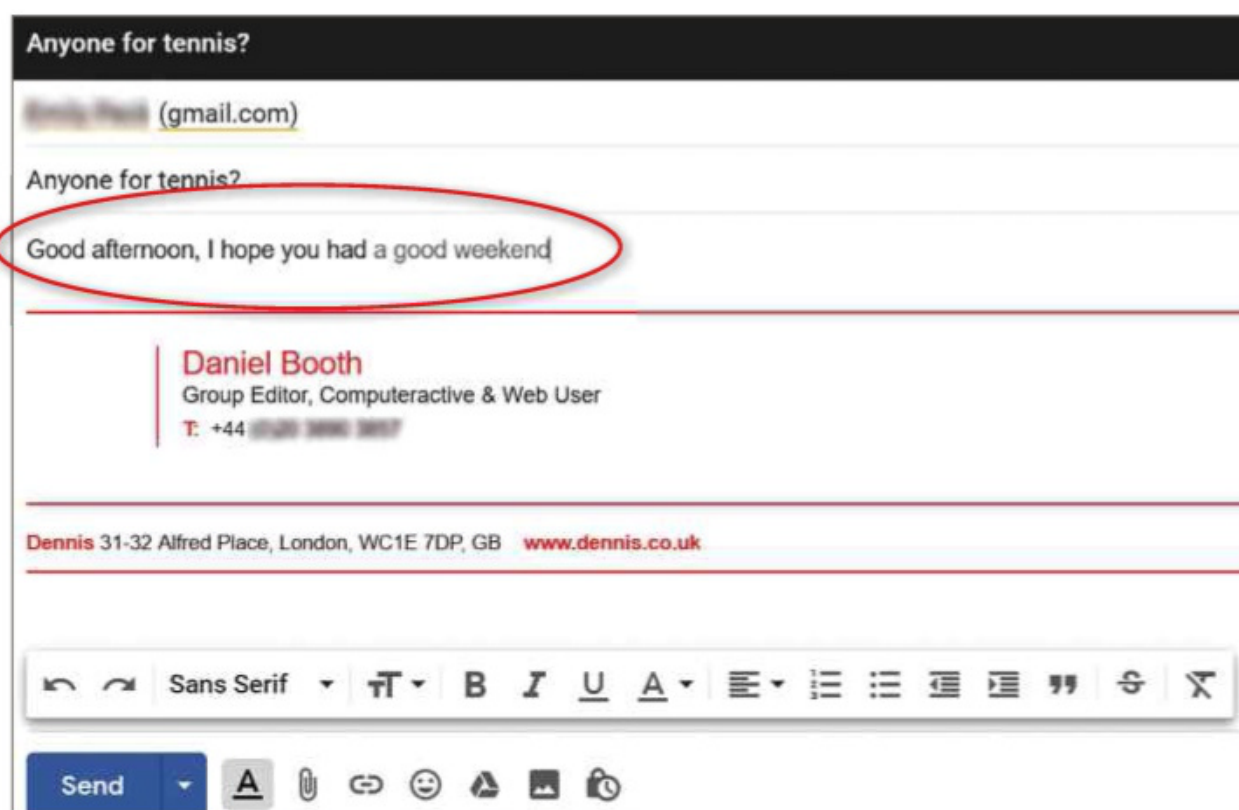 Anyone for tennis?
(gmail.com)
Anyone for tennis?
Good afternoon, I hope you had a good weekend
Daniel Booth
Group Editor, Computeractive & Web User
T: +44
Dennis 31-32 Alfred Place, London, WC1E 7DP, GB www.dennis.co.uk
Sans Serif
Send